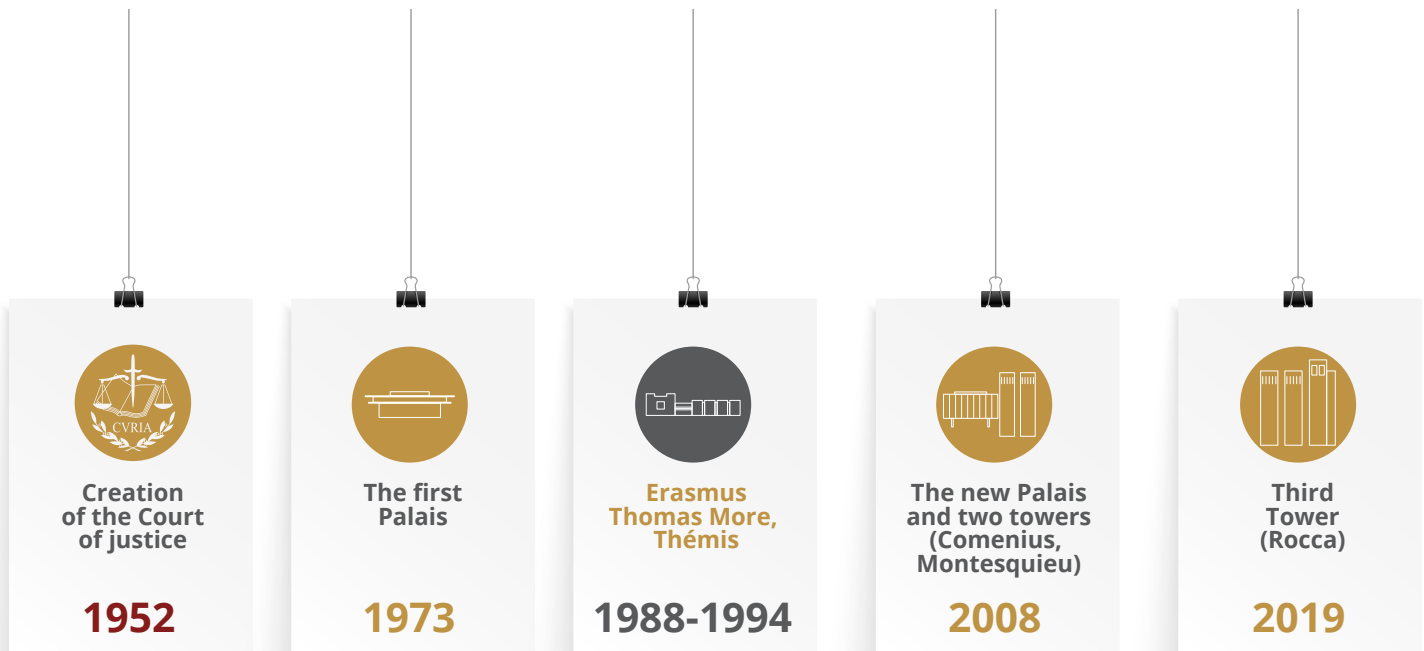 CVRIA
Creation
of the Court
of justice
1952
The first
Palais
1973
Erasmus
Thomas More,
Thémis
1988-1994
The new Palais
and two towers
(Comenius,
Montesquieu)
2008
Third
Tower
(Rocca)
2019